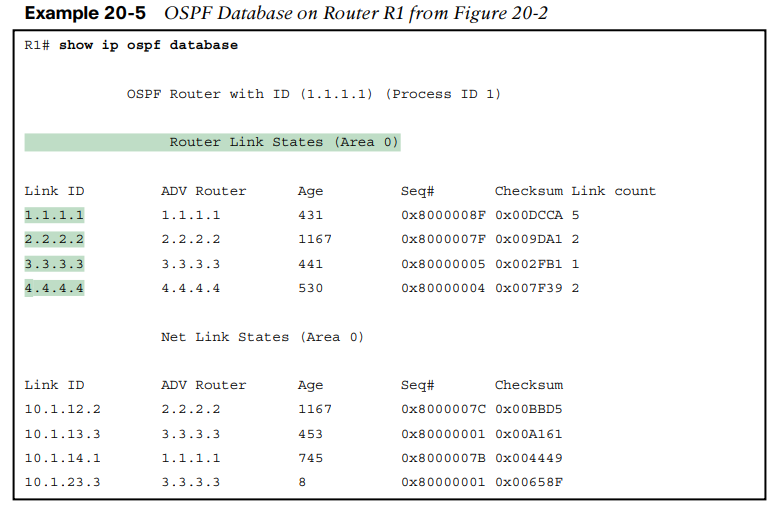 Example 20-5 OSPF Database on Router R1 from Figure 20-2
R1# show ip ospf database
OSPF Router with ID (1.1.1.1) (Process ID 1)
Router Link States (Area 0)
Link ID ADV Router Age Seq# Checksum Link count
1.1.1.1 1.1.1.1 431 0x8000008F 0x00DCCA 5
2.2.2.2 2.2.2.2 1167 0x8000007F 0x009DA1 2
3.3.3.3 3.3.3.3 441 0x80000005 0x002FB1 1
4.4.4.4 4.4.4.4 530 0x80000004 0x007F39 2
Net Link States (Area 0)
Link ID ADV Router Age Seq# Checksum
10.1.12.2 2.2.2.2 1167 0x8000007C 0x00BBD5
10.1.13.3 3.3.3.3 453 0x80000001 0x00A161
10.1.14.1 1.1.1.1 745 0x8000007B 0x004449
10.1.23.3 3.3.3.3 8 0x80000001 0x00658F